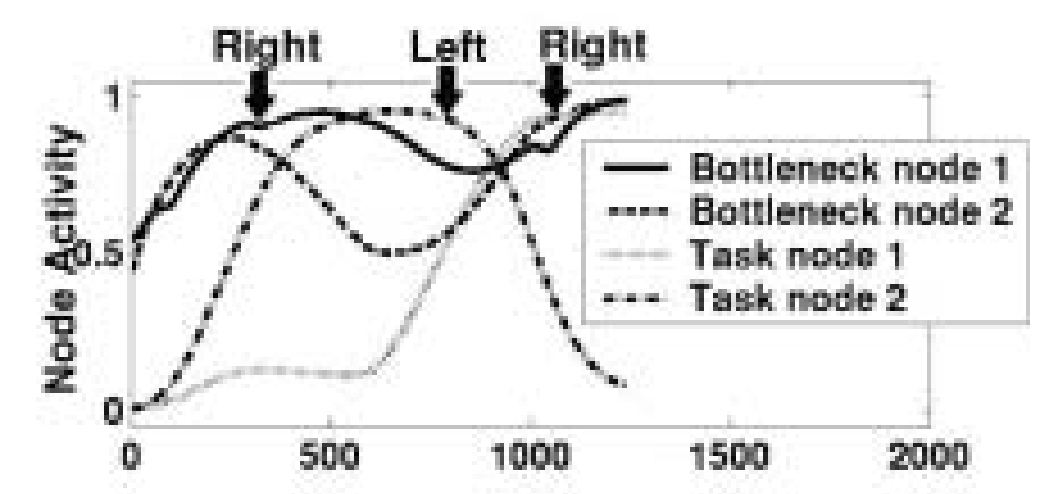 Right Left Right
1
Bottleneck node 1
Bottleneck node 2
0.5
Task node 1
Task node 2
Node Activity
0
0 500 1000 1500 2000